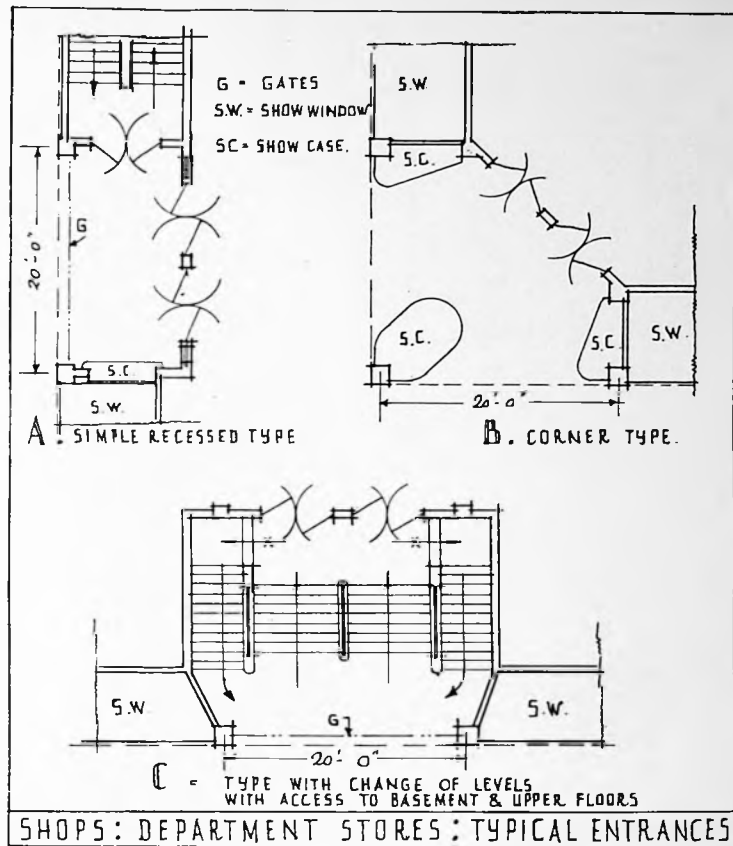 G = GATES
S.W. = SHOW WINDOW
SC = SHOW CASE.
G
20'-0"
S.C.
S.W.
A: SIMPLE RECESSED TYPE
S.W.
S.C.
S.C.
S.C.
S.W.
20'-0"
B. CORNER TYPE.
S.W.
S.W.
G
20'-0"
C = TYPE WITH CHANGE OF LEVELS
WITH ACCESS TO BASEMENT & UPPER FLOORS
SHOPS: DEPARTMENT STORES: TYPICAL ENTRANCES